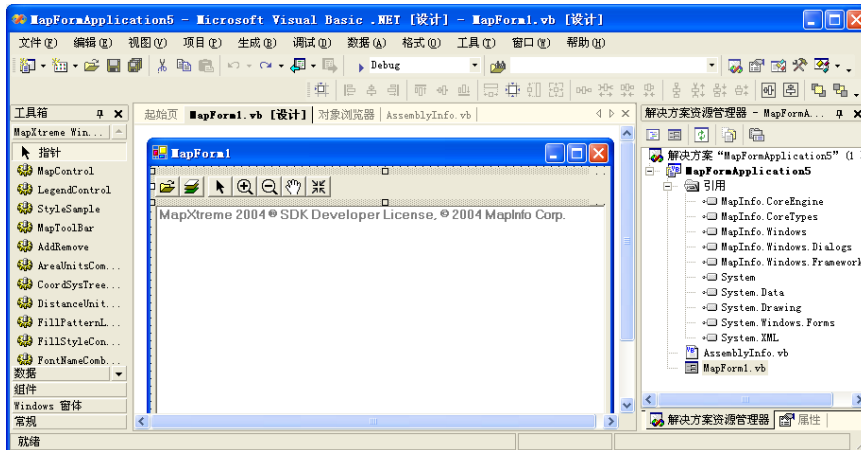 MapFormApplication5 - Microsoft Visual Basic .NET [设计] - MapForm1.vb [设计]
文件(F) 编辑(E) 视图(V) 项目(P) 生成(B) 调试(D) 数据(A) 格式(O) 工具(T) 窗口(W) 帮助(H)
Debug
工具箱
MapXtreme Win...
指针
MapControl
LegendControl
StyleSample
MapToolBar
AddRemove
AreaUnitsCom...
CoordSysTree...
DistanceUnit...
FillPatternL...
FillStyleCon...
FontNameComb...
数据
组件
Windows 窗体
常规
起始页 MapForm1.vb [设计] 对象浏览器 AssemblyInfo.vb
MapForm1
MapXtreme 2004 ® SDK Developer License, © 2004 MapInfo Corp.
解决方案资源管理器 - MapFormA...
解决方案 “MapFormApplication5” (1
MapFormApplication5
引用
MapInfo.CoreEngine
MapInfo.CoreTypes
MapInfo.Windows
MapInfo.Windows.Dialogs
MapInfo.Windows.Framework
System
System.Data
System.Drawing
System.Windows.Forms
System.XML
AssemblyInfo.vb
MapForm1.vb
解决方案资源管理器 属性
就绪